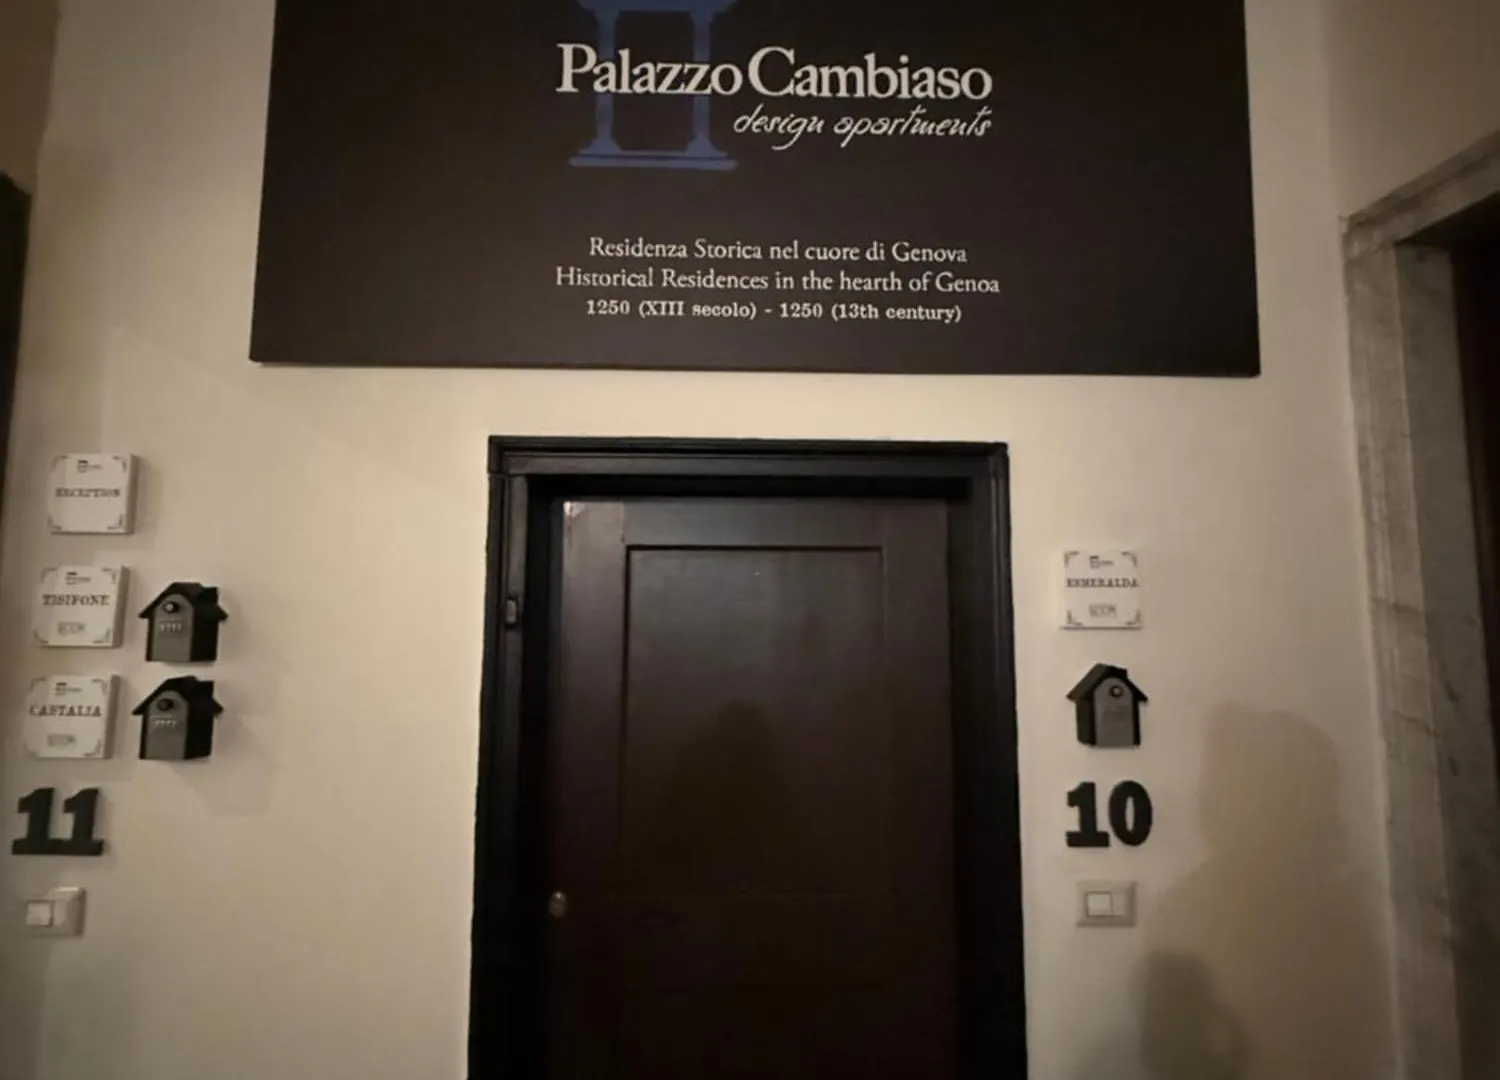 Palazzo Cambiaso
design apartments
Residenza Storica nel cuore di Genova
Historical Residences in the hearth of Genoa
1250 (XIII secolo) - 1250 (13th century)
RECEPTION
TISIFONE
CASTALIA
11
ESMERALDA
10